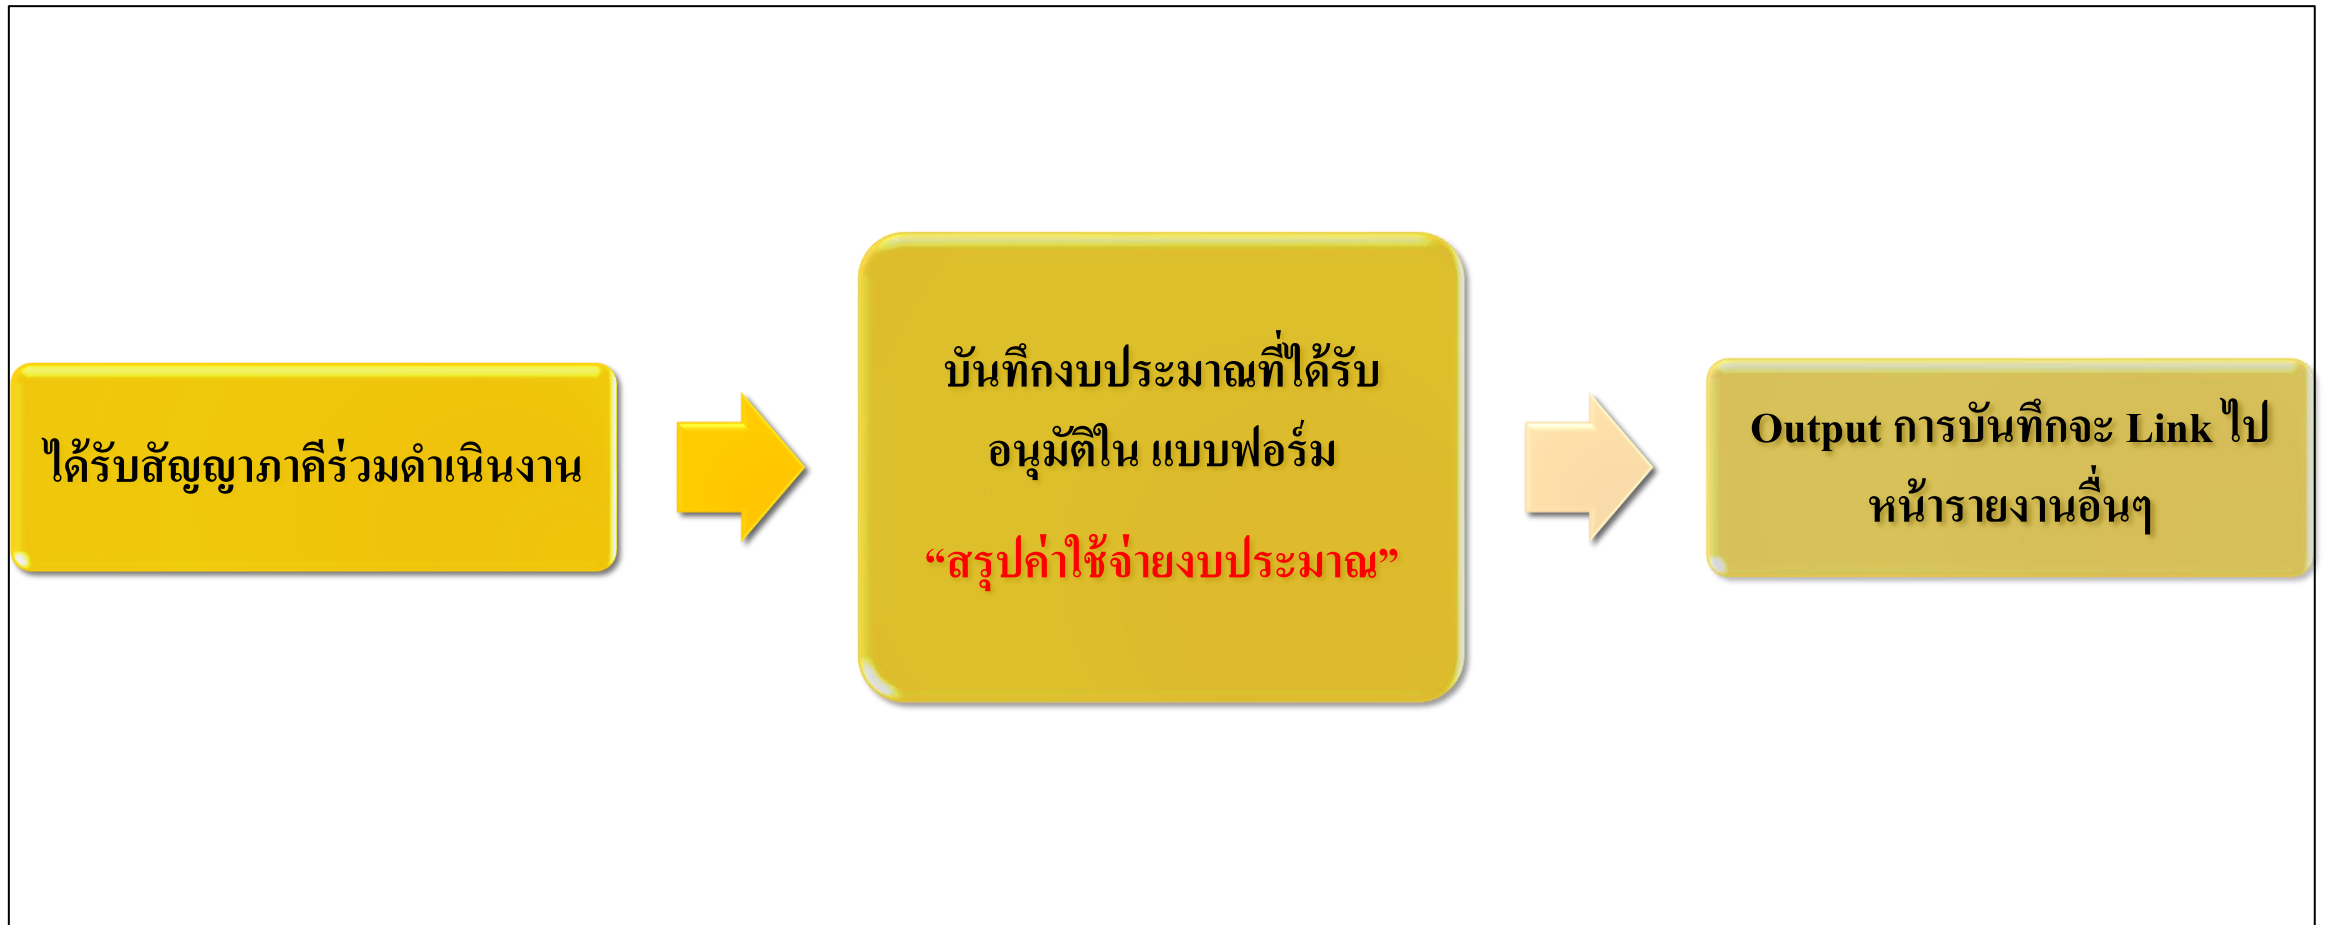 ได้รับสัญญาภาคีร่วมดำเนินงาน
บันทึกงบประมาณที่ได้รับ
อนุมัติใน แบบฟอร์ม
“สรุปค่าใช้จ่ายงบประมาณ”
Output การบันทึกจะ Link ไป
หน้ารายงานอื่นๆ